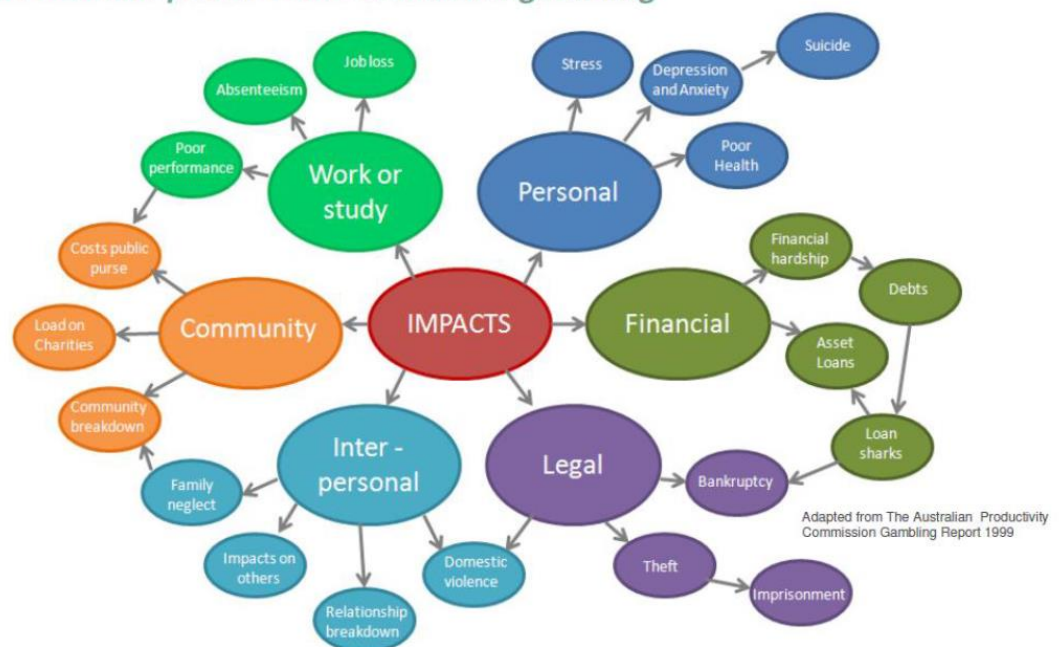 Job loss
Absenteeism
Poor
performance
Work or
study
Stress
Depression
and Anxiety
Suicide
Poor
Health
Personal
Costs public
purse
Load on
Charities
Community
breakdown
Community
IMPACTS
Financial
Financial
hardship
Debts
Asset
Loans
Loan
sharks
Inter -
personal
Family
neglect
Impacts on
others
Relationship
breakdown
Domestic
violence
Legal
Bankruptcy
Theft
Imprisonment
Adapted from The Australian Productivity
Commission Gambling Report 1999